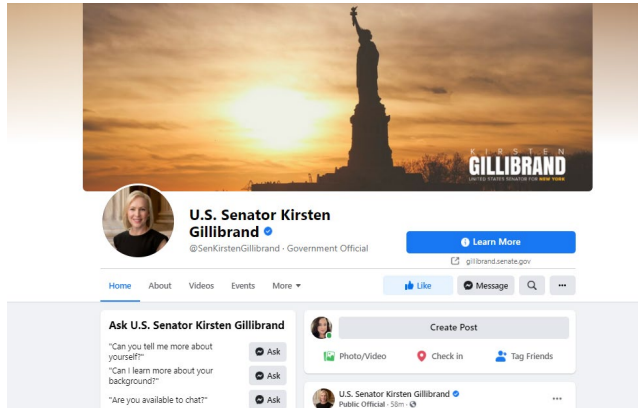 KIRSTEN
GILLIBRAND
UNITED STATES SENATOR FOR NEW YORK
U.S. Senator Kirsten
Gillibrand
@SenKirstenGillibrand · Government Official
Learn More
gillibrand.senate.gov
Home About Videos Events More
Like Message
Ask U.S. Senator Kirsten Gillibrand
"Can you tell me more about
yourself?"
Ask
"Can I learn more about your
background?"
Ask
"Are you available to chat?"
Ask
Create Post
Photo/Video Check in Tag Friends
U.S. Senator Kirsten Gillibrand
Public Official · 58m ·